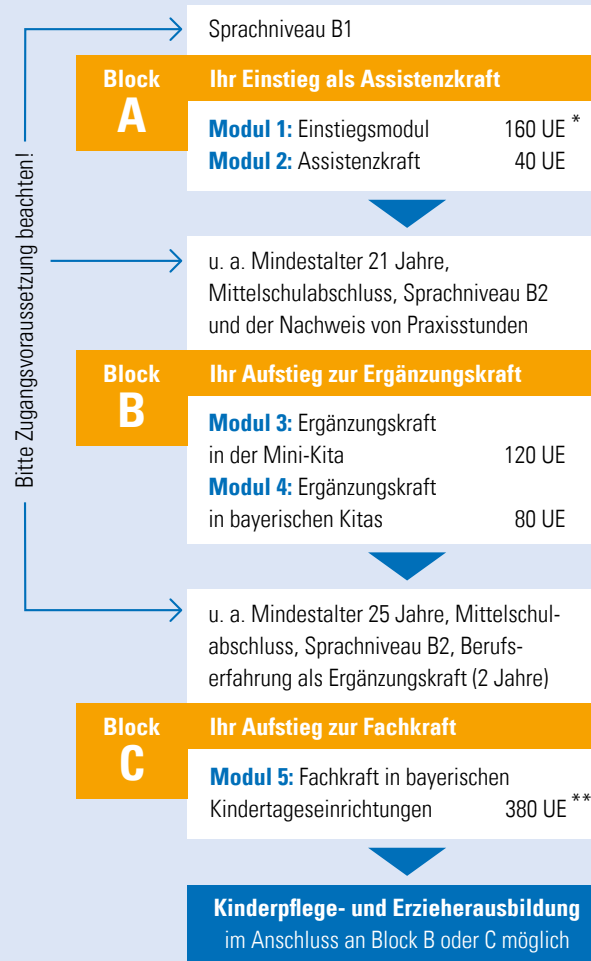 Bitte Zugangsvoraussetzung beachten!
Sprachniveau B1
Block
A
Ihr Einstieg als Assistenzkraft
Modul 1: Einstiegsmodul 160 UE *
Modul 2: Assistenzkraft 40 UE
u. a. Mindestalter 21 Jahre,
Mittelschulabschluss, Sprachniveau B2
und der Nachweis von Praxisstunden
Block
B
Ihr Aufstieg zur Ergänzungskraft
Modul 3: Ergänzungskraft
in der Mini-Kita 120 UE
Modul 4: Ergänzungskraft
in bayerischen Kitas 80 UE
u. a. Mindestalter 25 Jahre, Mittelschul-
abschluss, Sprachniveau B2, Berufs-
erfahrung als Ergänzungskraft (2 Jahre)
Block
C
Ihr Aufstieg zur Fachkraft
Modul 5: Fachkraft in bayerischen
Kindertageseinrichtungen 380 UE **
Kinderpflege- und Erzieherausbildung
im Anschluss an Block B oder C möglich